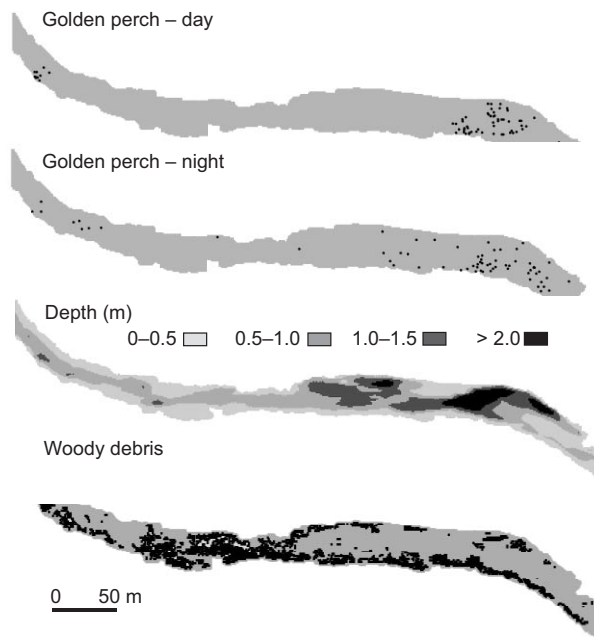 Golden perch – day
Golden perch – night
Depth (m)
0–0.5 0.5–1.0 1.0–1.5 > 2.0
Woody debris
0 50 m